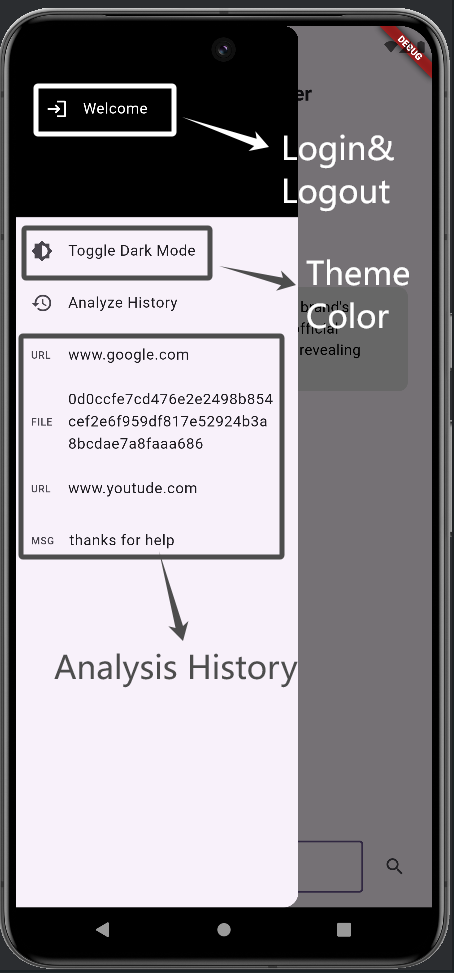 DEBUG
er
Welcome
Login&
Logout
Toggle Dark Mode
Theme
Color
Analyze History
brand's
official
revealing
URL www.google.com
FILE 0d0ccfe7cd476e2e2498b854
cef2e6f959df817e52924b3a
8bcdae7a8faaa686
URL www.youtude.com
MSG thanks for help
Analysis History